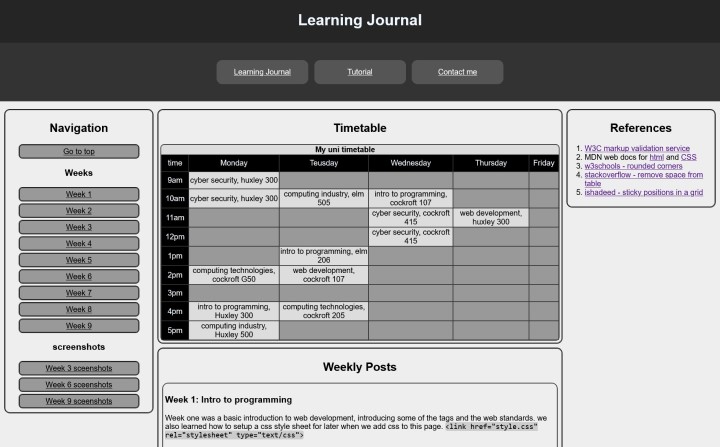 Learning Journal
Learning Journal Tutorial Contact me
Navigation
Go to top
Weeks
Week 1
Week 2
Week 3
Week 4
Week 5
Week 6
Week 7
Week 8
Week 9
screenshots
Week 3 sceenshots
Week 6 sceenshots
Week 9 sceenshots
Timetable
My uni timetable
time Monday Teusday Wednesday Thursday Friday
9am cyber security, huxley 300
10am cyber security, huxley 300 computing industry, elm 505 intro to programming, cockroft 107
11am cyber security, cockroft 415 web development, huxley 300
12pm cyber security, cockroft 415
1pm intro to programming, elm 206
2pm computing technologies, cockroft G50 web development, cockroft 107
3pm
4pm intro to programming, Huxley 300 computing technologies, cockroft 205
5pm computing industry, Huxley 500
Weekly Posts
Week 1: Intro to programming
Week one was a basic introduction to web development, introducing some of the tags and the web standards. we
also learned how to setup a css style sheet for later when we add css to this page. <link href="style.css"
rel="stylesheet" type="text/css">
References
1. W3C markup validation service
2. MDN web docs for html and CSS
3. w3schools - rounded corners
4. stackoverflow - remove space from
table
5. ishadeed - sticky positions in a grid